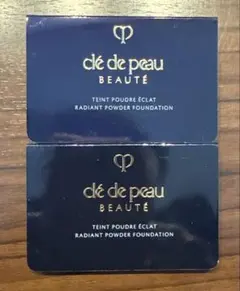 clé de peau
BEAUTÉ
TEINT POUDRE ÉCLAT
RADIANT POWDER FOUNDATION
clé de peau
BEAUTÉ
TEINT POUDRE ÉCLAT
RADIANT POWDER FOUNDATION